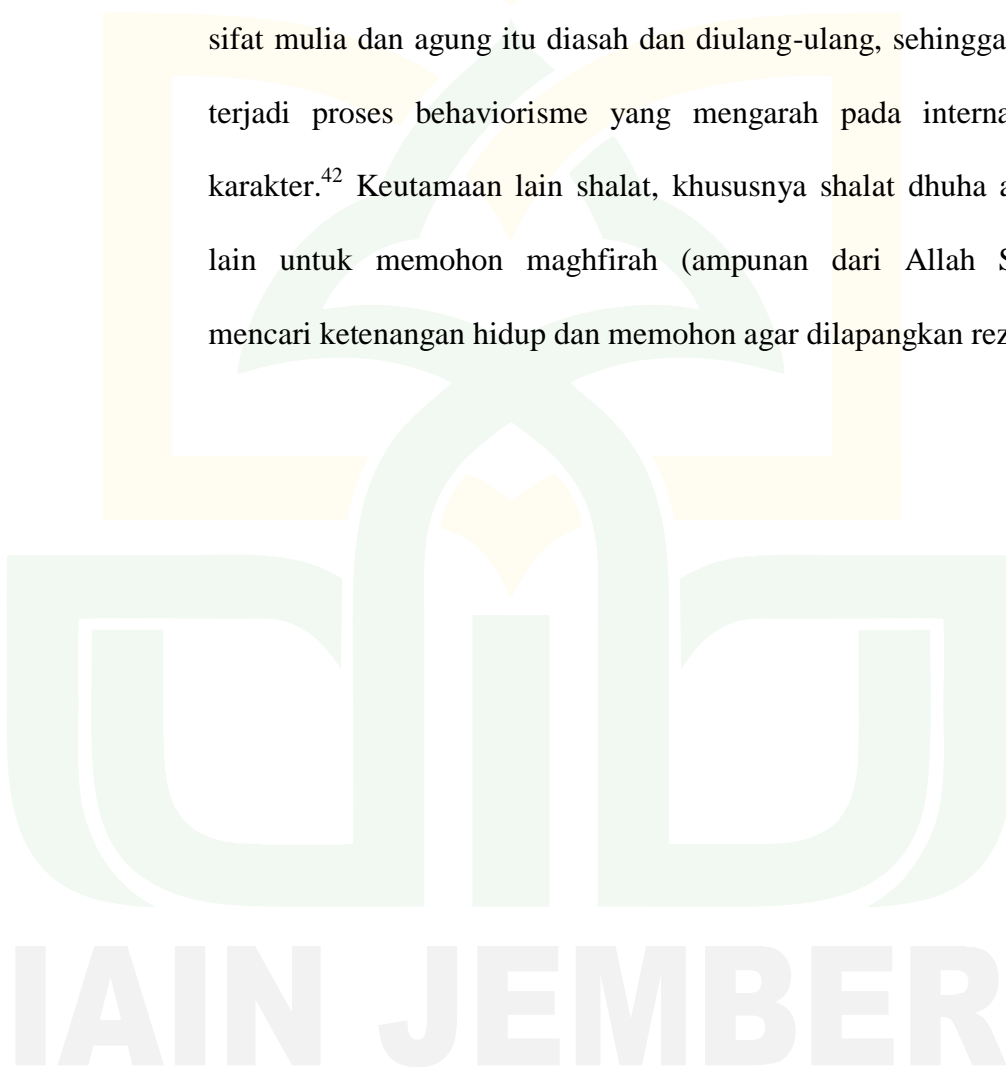 sifat mulia dan agung itu diasah dan diulang-ulang, sehingga
terjadi proses behaviorisme yang mengarah pada
karakter.42 Keutamaan lain shalat, khususnya shalat dhuha
lain untuk memohon maghfirah (ampunan dari Allah
mencari ketenangan hidup dan memohon agar dilapangkan
IAIN JEMBER